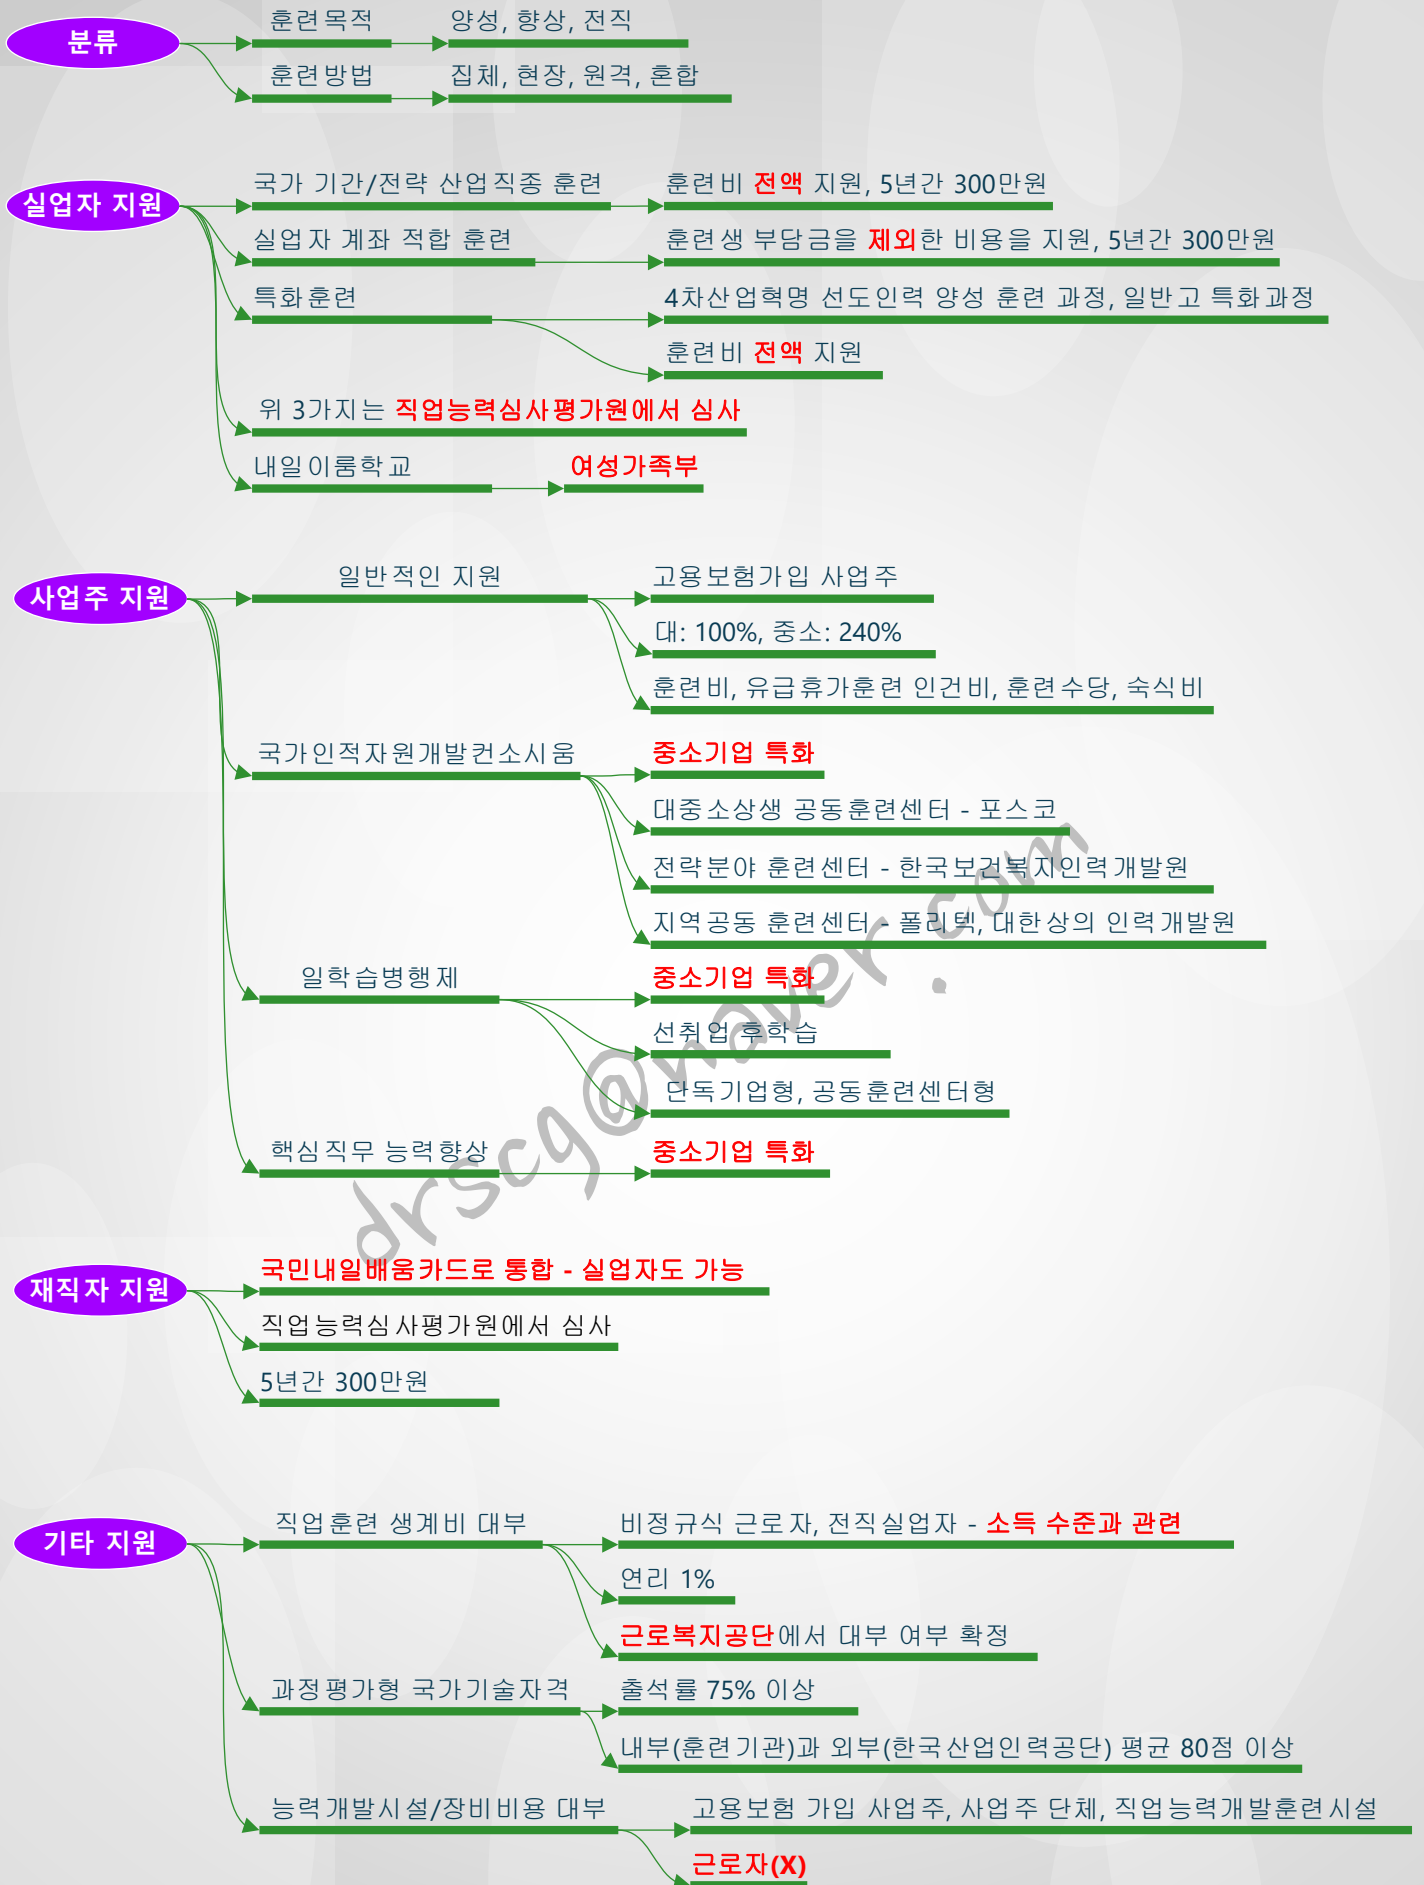 분류
훈련목적
양성, 향상, 전직
훈련방법
집체, 현장, 원격, 혼합
실업자 지원
국가 기간/전략 산업직종 훈련
훈련비 전액 지원, 5년간 300만원
실업자 계좌 적합 훈련
훈련생 부담금을 제외한 비용을 지원, 5년간 300만원
특화훈련
4차산업혁명 선도인력 양성 훈련 과정, 일반고 특화과정
훈련비 전액 지원
위 3가지는 직업능력심사평가원에서 심사
내일이룸학교
여성가족부
사업주 지원
일반적인 지원
고용보험가입 사업주
대: 100%, 중소: 240%
훈련비, 유급휴가훈련 인건비, 훈련수당, 숙식비
국가인적자원개발컨소시움
중소기업 특화
대중소상생 공동훈련센터 - 포스코
전략분야 훈련센터 - 한국보건복지인력개발원
지역공동 훈련센터 - 폴리텍, 대한상의 인력개발원
일학습병행제
중소기업 특화
선취업 후학습
단독기업형, 공동훈련센터형
핵심직무 능력향상
중소기업 특화
drscg@naver.com
재직자 지원
국민내일배움카드로 통합 - 실업자도 가능
직업능력심사평가원에서 심사
5년간 300만원
기타 지원
직업훈련 생계비 대부
비정규식 근로자, 전직실업자 - 소득 수준과 관련
연리 1%
근로복지공단에서 대부 여부 확정
과정평가형 국가기술자격
출석률 75% 이상
내부(훈련기관)과 외부(한국산업인력공단) 평균 80점 이상
능력개발시설/장비비용 대부
고용보험 가입 사업주, 사업주 단체, 직업능력개발훈련시설
근로자(X)